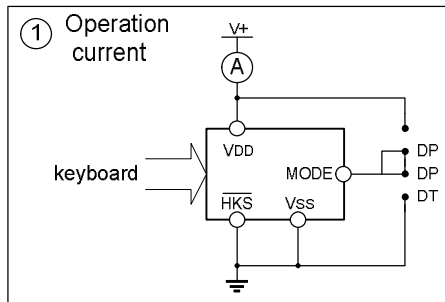 ① Operation
current
V+
A
VDD
keyboard
MODE
DP
DP
DT
HKS
VSS